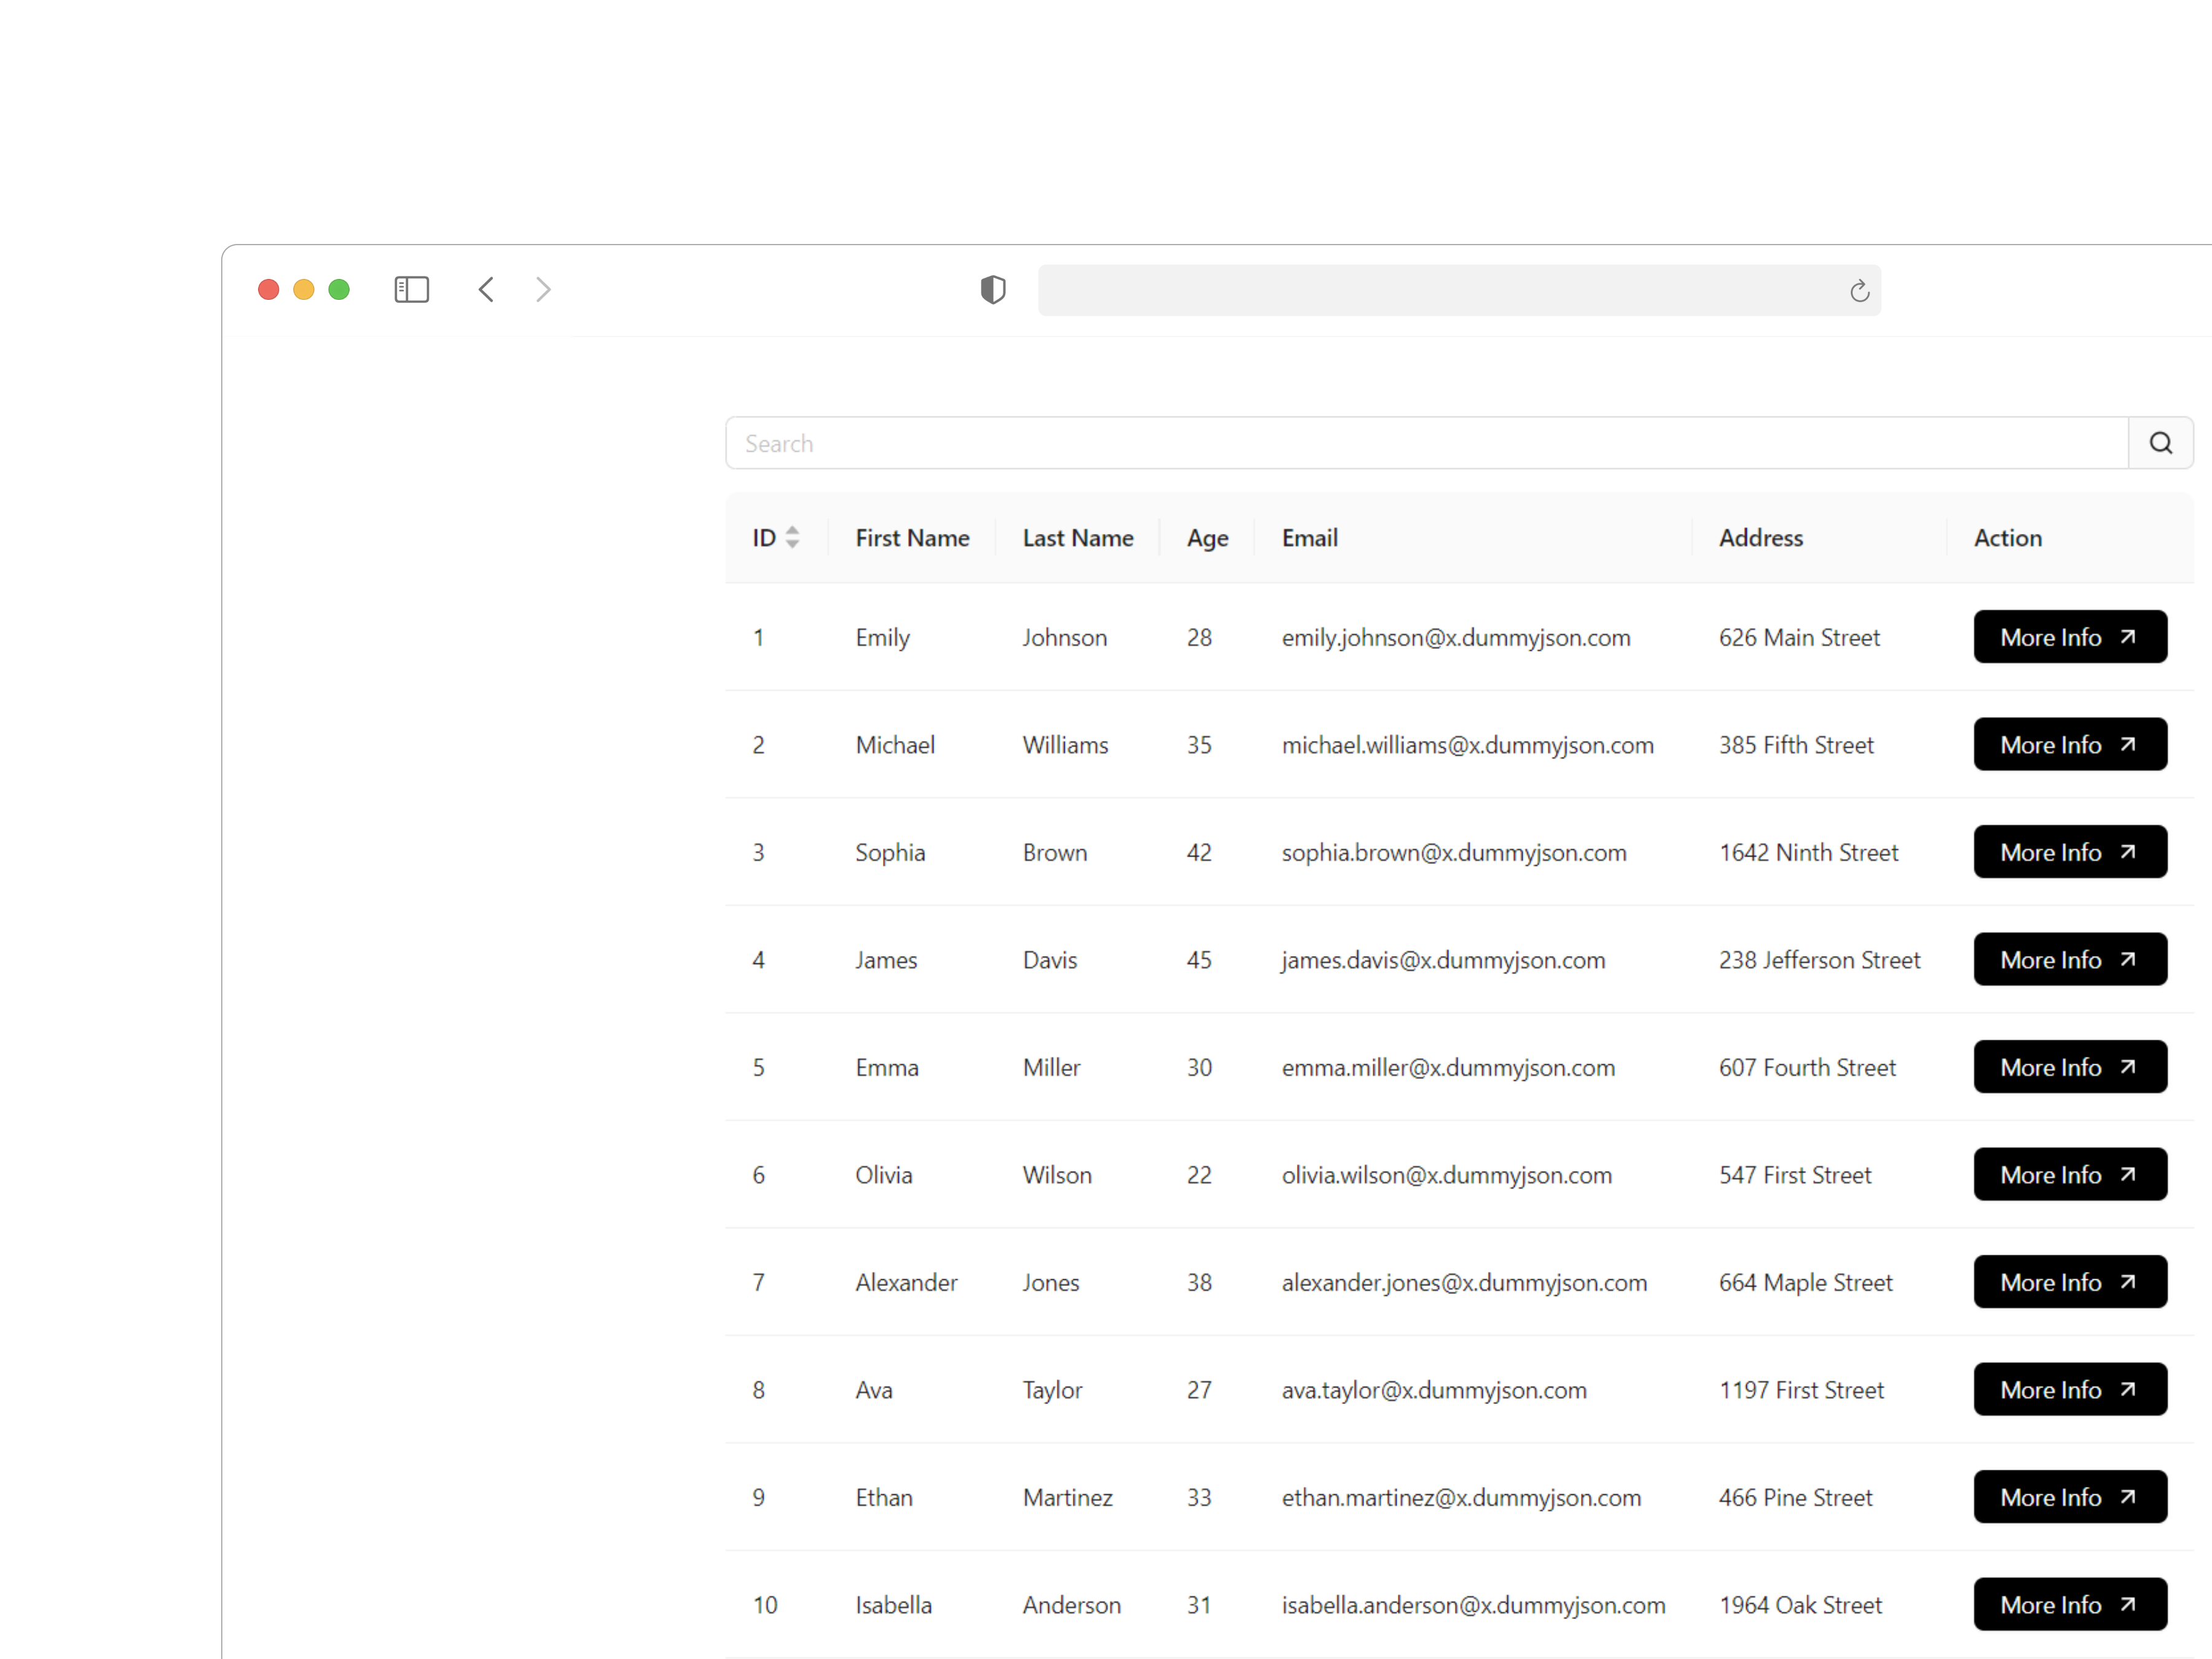 Search
ID First Name Last Name Age Email Address Action
1 Emily Johnson 28 emily.johnson@x.dummyjson.com 626 Main Street More Info
2 Michael Williams 35 michael.williams@x.dummyjson.com 385 Fifth Street More Info
3 Sophia Brown 42 sophia.brown@x.dummyjson.com 1642 Ninth Street More Info
4 James Davis 45 james.davis@x.dummyjson.com 238 Jefferson Street More Info
5 Emma Miller 30 emma.miller@x.dummyjson.com 607 Fourth Street More Info
6 Olivia Wilson 22 olivia.wilson@x.dummyjson.com 547 First Street More Info
7 Alexander Jones 38 alexander.jones@x.dummyjson.com 664 Maple Street More Info
8 Ava Taylor 27 ava.taylor@x.dummyjson.com 1197 First Street More Info
9 Ethan Martinez 33 ethan.martinez@x.dummyjson.com 466 Pine Street More Info
10 Isabella Anderson 31 isabella.anderson@x.dummyjson.com 1964 Oak Street More Info